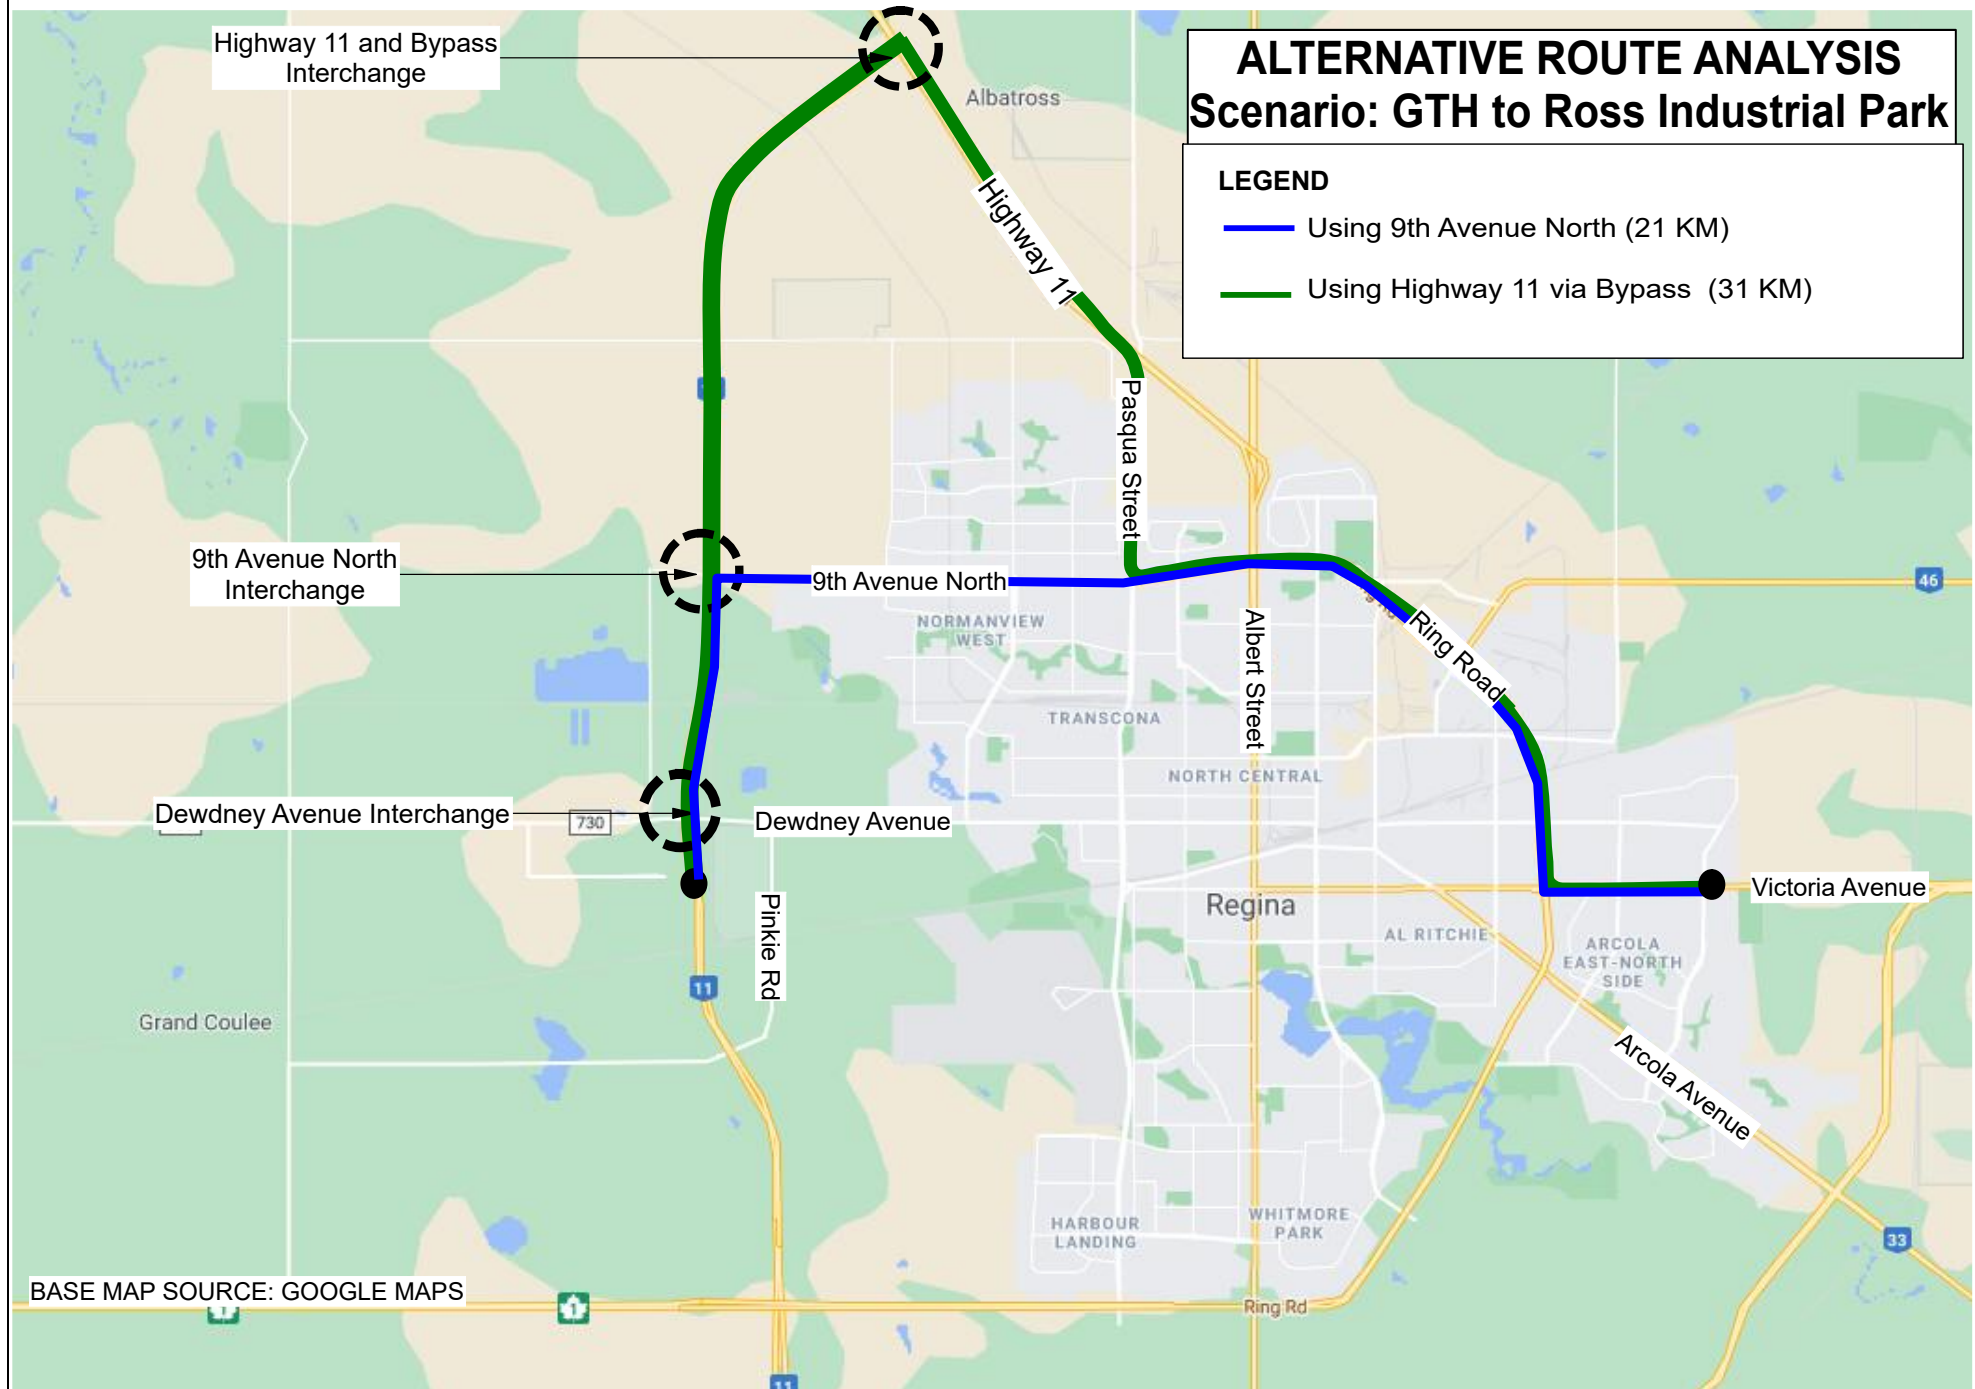 ALTERNATIVE ROUTE ANALYSIS
Scenario: GTH to Ross Industrial Park
LEGEND
Using 9th Avenue North (21 KM)
Using Highway 11 via Bypass (31 KM)
Highway 11 and Bypass
Interchange
Albatross
Highway 11
Pasqua Street
9th Avenue North
Interchange
9th Avenue North
46
NORMANVIEW
WEST
Albert Street
Ring Road
TRANSCONA
NORTH CENTRAL
Dewdney Avenue Interchange
730
Dewdney Avenue
Pinkie Rd
Regina
Victoria Avenue
AL RITCHIE
ARCOLA
EAST-NORTH
SIDE
11
Grand Coulee
Arcola Avenue
HARBOUR
LANDING
WHITMORE
PARK
33
BASE MAP SOURCE: GOOGLE MAPS
1
1
Ring Rd
11